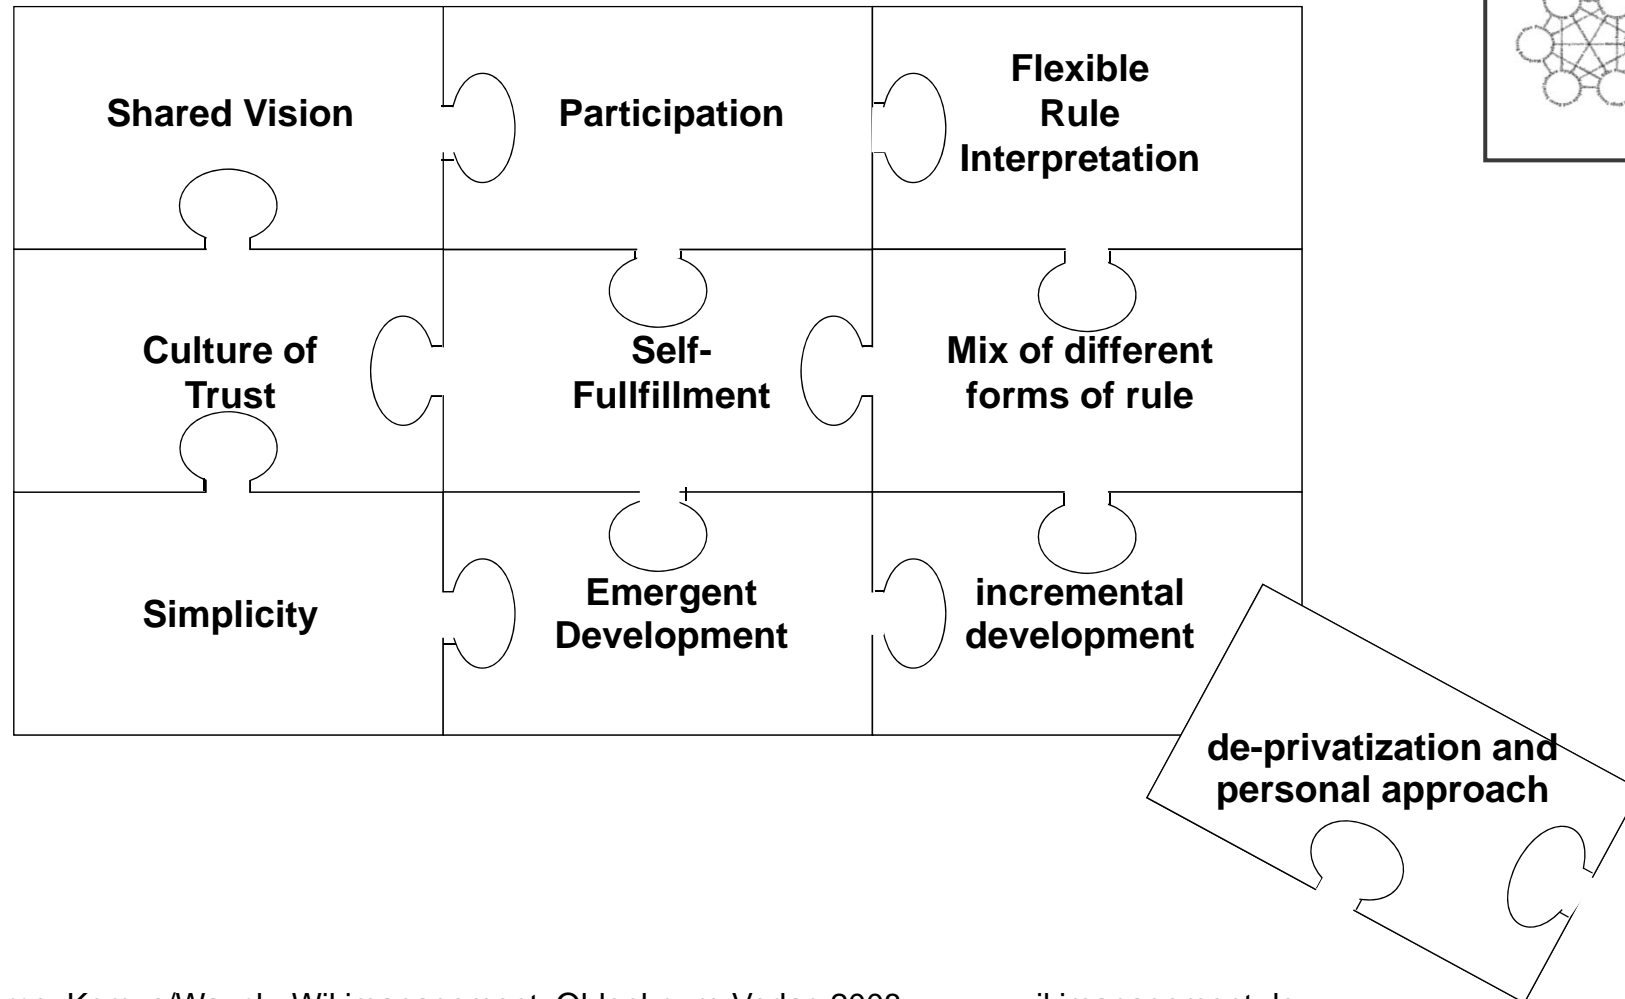 Shared Vision
Participation
Flexible
Rule
Interpretation
Culture of
Trust
Self-
Fullfillment
Mix of different
forms of rule
Simplicity
Emergent
Development
incremental
development
de-privatization and
personal approach